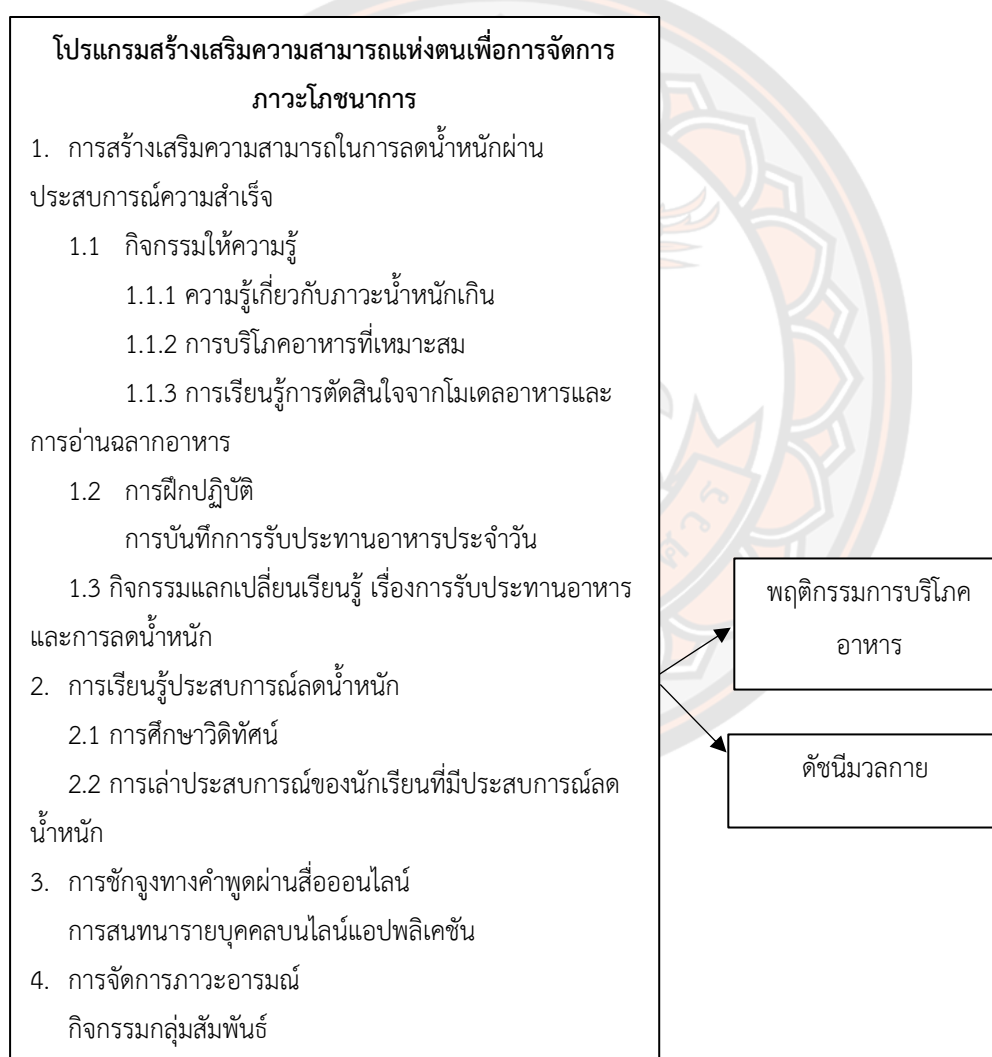 โปรแกรมสร้างเสริมความสามารถแห่งตนเพื่อการจัดการ
ภาวะโภชนาการ
1. การสร้างเสริมความสามารถในการลดน้ำหนักผ่าน
ประสบการณ์ความสำเร็จ
1.1 กิจกรรมให้ความรู้
1.1.1 ความรู้เกี่ยวกับภาวะน้ำหนักเกิน
1.1.2 การบริโภคอาหารที่เหมาะสม
1.1.3 การเรียนรู้การตัดสินใจจากโมเดลอาหารและ
การอ่านฉลากอาหาร
1.2 การฝึกปฏิบัติ
การบันทึกการรับประทานอาหารประจำวัน
1.3 กิจกรรมแลกเปลี่ยนเรียนรู้ เรื่องการรับประทานอาหาร
และการลดน้ำหนัก
2. การเรียนรู้ประสบการณ์ลดน้ำหนัก
2.1 การศึกษาวิดิทัศน์
2.2 การเล่าประสบการณ์ของนักเรียนที่มีประสบการณ์ลด
น้ำหนัก
3. การชักจูงทางคำพูดผ่านสื่อออนไลน์
การสนทนารายบุคคลบนไลน์แอปพลิเคชัน
4. การจัดการภาวะอารมณ์
กิจกรรมกลุ่มสัมพันธ์
พฤติกรรมการบริโภค
อาหาร
ดัชนีมวลกาย